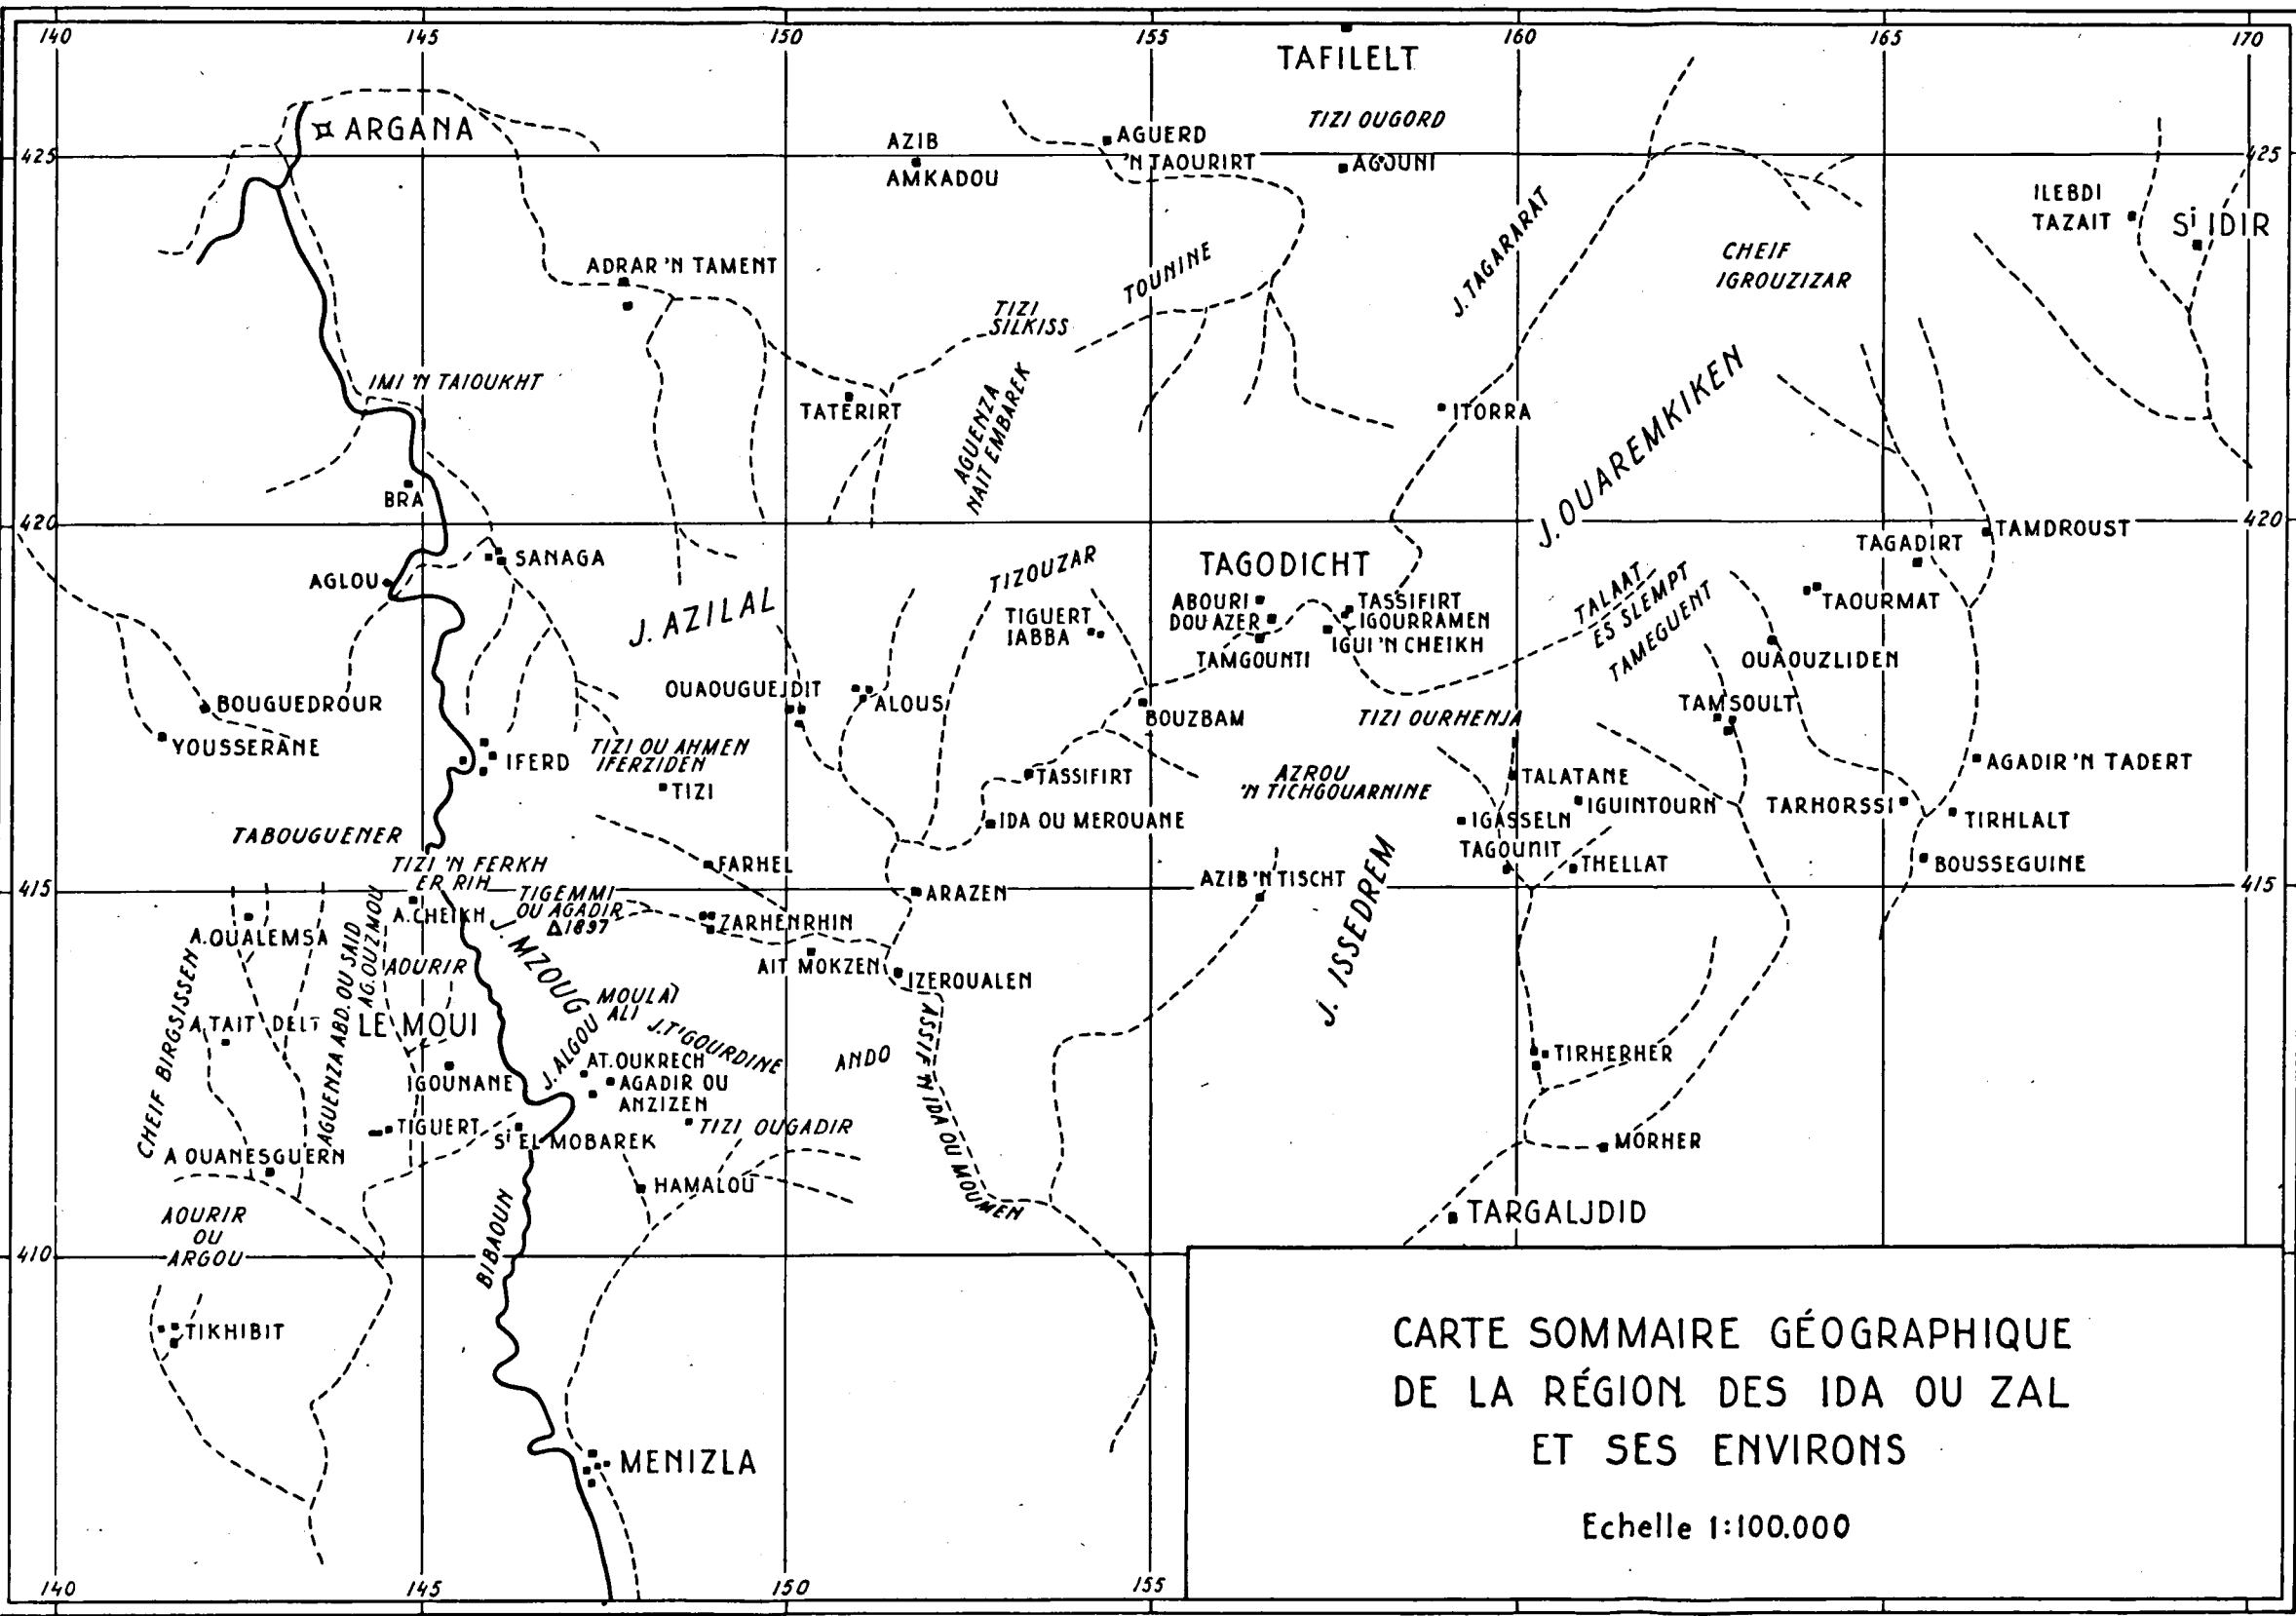 140 145 150 155 160 165 170
TAFILELT
ARGANA
TIZI OUGORD
AZIB
AMKADOU
AGUERD
'N TAOURIRT
AGOUNI
425 425
ILEBDI
TAZAIT
Si IDIR
J. TAGARARAT
CHEIF
IGROUZIZAR
ADRAR 'N TAMENT
TOUNINE
TIZI
SILKISS
IMI 'N TAIOUKHT
TATERIRT
AGUENZA
NAIT EMBAREK
ITORRA
J. OUAREMKIKEN
BRA
420 420
TAMDROUST
TAGADIRT
SANAGA
AGLOU
TIZOUZAR
TAGODICHT
ABOURI
DOU AZER
TASSIFIRT
IGOURRAMEN
IGUI 'N CHEIKH
TAMGOUNTI
TALAAT
ES SLEMPT
TAMEGUENT
TAOURMAT
J. AZILAL
TIGUERT
IABBA
OUAOUZLIDEN
BOUGUEDROUR
YOUSSERANE
OUAOUGUEJDIT
ALOUS
BOUZBAM
TIZI OURHENJA
TAMSOULT
IFERD
TIZI OU AHMEN
IFERZIDEN
TIZI
TASSIFIRT
AZROU
'N TICHGOUARNINE
TALATANE
IGUINTOURN
AGADIR 'N TADERT
TARHORSSI
TIRHLALT
IDA OU MEROUANE
IGASSELN
TAGOUNIT
THELLAT
BOUSSEGUINE
TABOUGUENER
TIZI 'N FERKH
ER RIH
FARHEL
415 415
A. CHEIKH
TIGEMMI
OU AGADIR
Δ1897
ARAZEN
AZIB 'N TISCHT
J. ISSEDREM
ZARHENRHIN
A. OUALEMSA
AG. OUZMOU
AOURIR
J. MZOUG
AIT MOKZEN
IZEROUALEN
CHEIF BIRGSISSEN
A TAIT DELT
AGUENZA ABD. OU SAID
LE MOUI
MOULAI
ALI
J. T'GOURDINE
J. ALGOU
ANDO
ASSIF 'N IDA OU MOUMEN
IGOUNANE
AT. OUKRECH
AGADIR OU
ANZIZEN
TIRHERHER
TIGUERT
Si EL MOBAREK
TIZI OUGADIR
A OUANESGUERN
MORHER
HAMALOU
TARGALJDID
AOURIR
OU
ARGOU
410
BIBAOUN
TIKHIBIT
MENIZLA
CARTE SOMMAIRE GÉOGRAPHIQUE
DE LA RÉGION DES IDA OU ZAL
ET SES ENVIRONS
Echelle 1:100.000
140 145 150 155